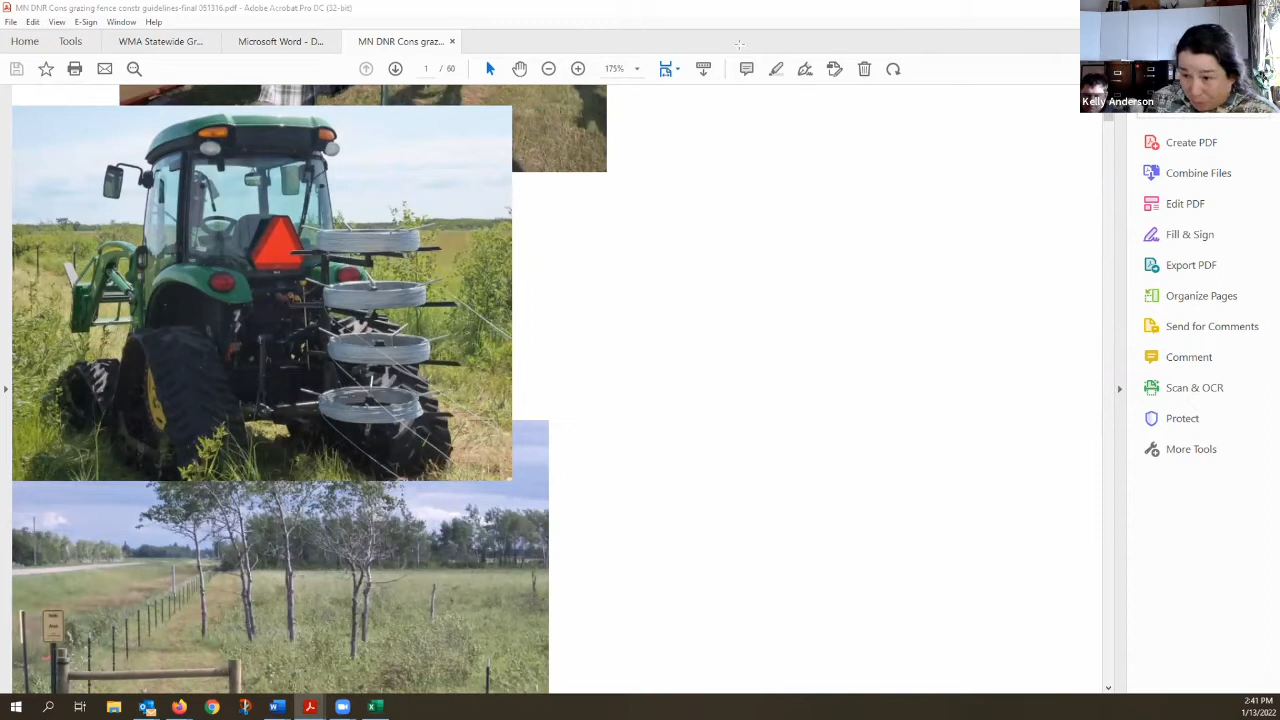 MN DNR Cons grazing fence constr guidelines-final 051316.pdf - Adobe Acrobat Pro DC (32-bit)
File Edit View E-Sign Window Help
Home Tools WMA Statewide Gr... Microsoft Word - D... MN DNR Cons graz... ×
1 / 60 175%
Kelly Anderson
Create PDF
Combine Files
Edit PDF
Fill & Sign
Export PDF
Organize Pages
Send for Comments
Comment
Scan & OCR
Protect
More Tools
2:41 PM
1/13/2022